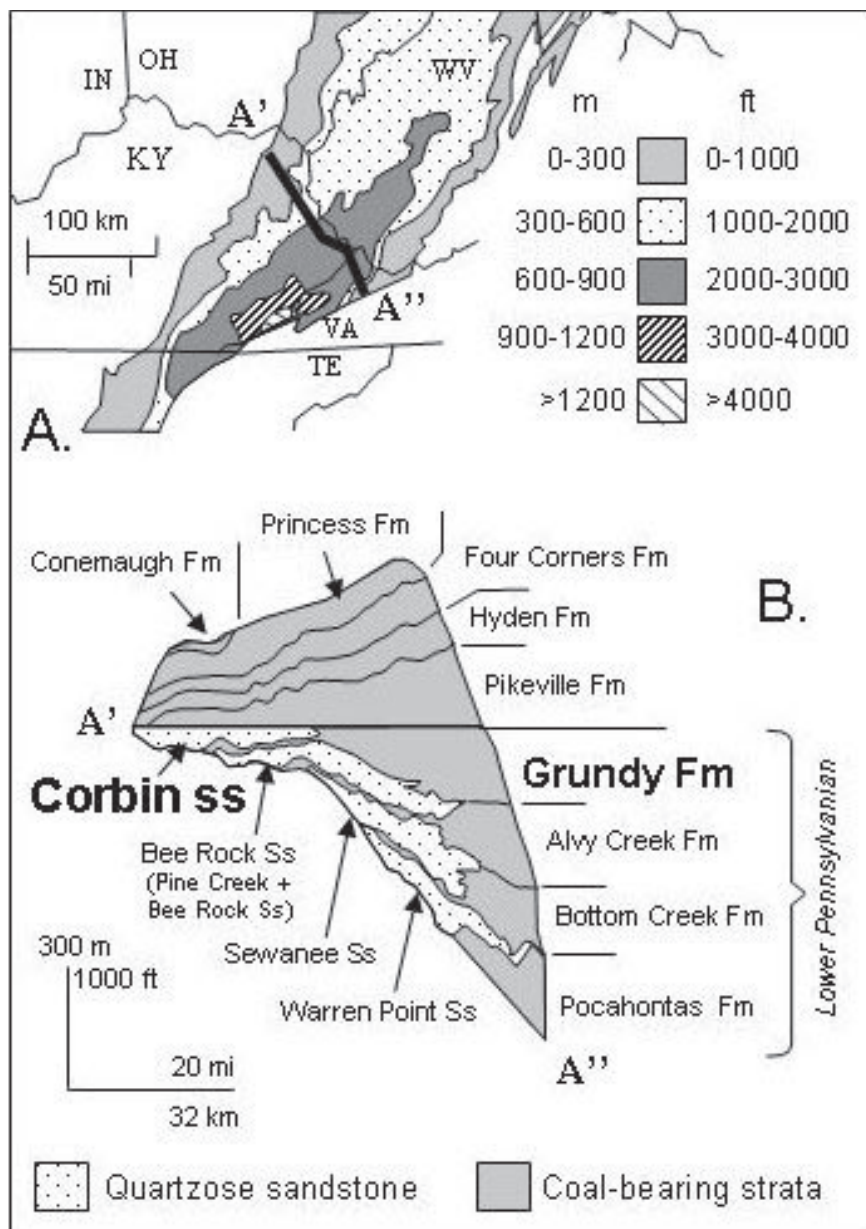 OH
IN
WV
A'
KY
m ft
0-300 0-1000
300-600 1000-2000
600-900 2000-3000
900-1200 3000-4000
>1200 >4000
100 km
50 mi
A''
VA
TE
A.
Princess Fm
Conemaugh Fm
Four Corners Fm
Hyden Fm
B.
Pikeville Fm
A'
Corbin ss
Grundy Fm
Bee Rock Ss
(Pine Creek +
Bee Rock Ss)
Alvy Creek Fm
Bottom Creek Fm
Sewanee Ss
Warren Point Ss
Pocahontas Fm
Lower Pennsylvanian
300 m
1000 ft
20 mi
32 km
A''
Quartzose sandstone
Coal-bearing strata